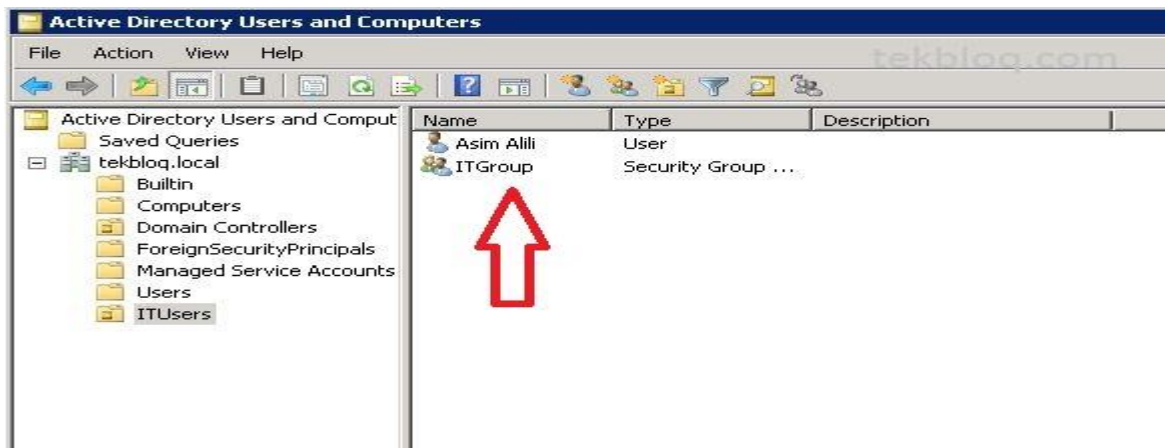 Active Directory Users and Computers
File Action View Help
tekbloq.com
Active Directory Users and Comput
Saved Queries
tekbloq.local
Builtin
Computers
Domain Controllers
ForeignSecurityPrincipals
Managed Service Accounts
Users
ITUsers
Name Type Description
Asim Alili User
ITGroup Security Group ...